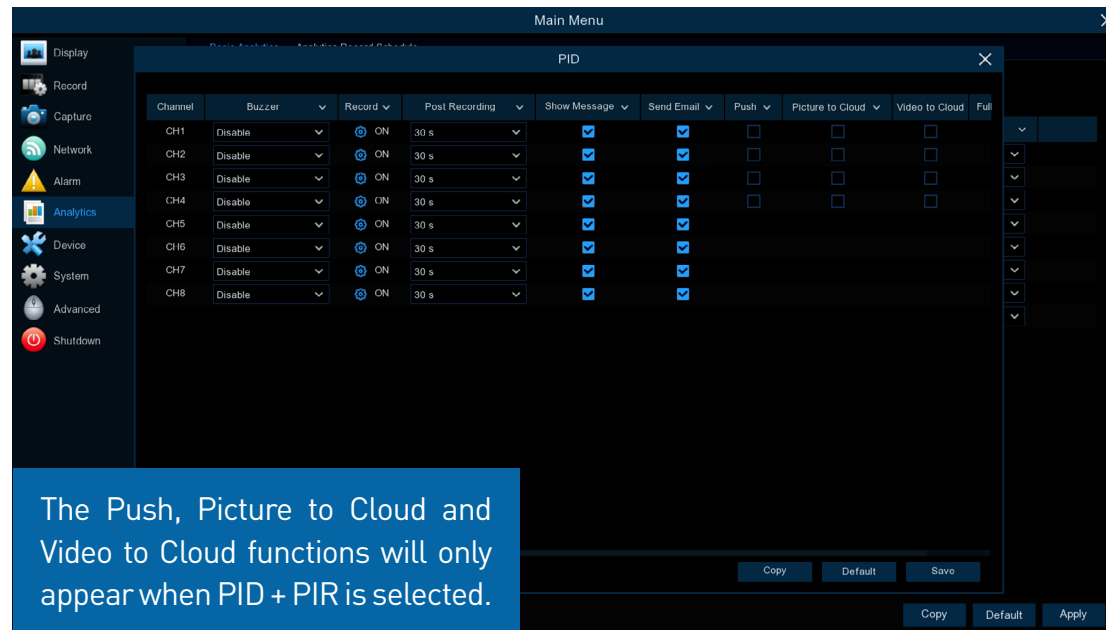 Main Menu
Display
Record
Capture
Network
Alarm
Analytics
Device
System
Advanced
Shutdown
PID
Channel Buzzer Record Post Recording Show Message Send Email Push Picture to Cloud Video to Cloud Full
CH1 Disable ON 30 s
CH2 Disable ON 30 s
CH3 Disable ON 30 s
CH4 Disable ON 30 s
CH5 Disable ON 30 s
CH6 Disable ON 30 s
CH7 Disable ON 30 s
CH8 Disable ON 30 s
Copy Default Save
Copy Default Apply
The Push, Picture to Cloud and
Video to Cloud functions will only
appear when PID + PIR is selected.